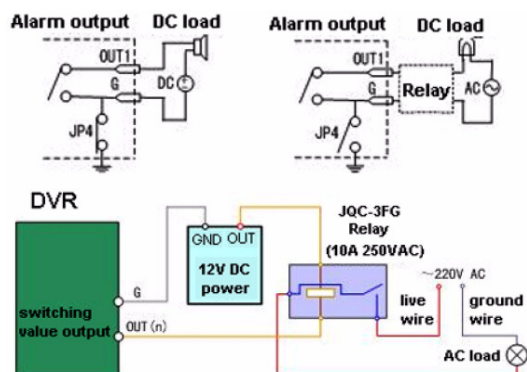 Alarm output
DC load
OUT1
G
DC
JP4
Alarm output
DC load
OUT1
G
Relay
AC
JP4
DVR
switching
value output
G
OUT(n)
GND OUT
12V DC
power
JQC-3FG
Relay
(10A 250VAC)
~220V AC
live
wire
ground
wire
AC load